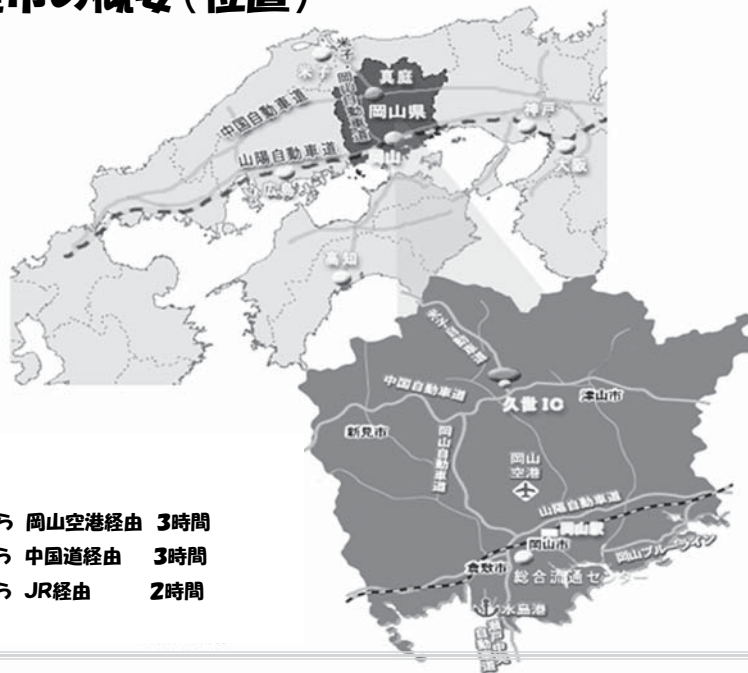 市の概要(位置)
米子
米子・岡山自動車道
真庭
岡山県
中国自動車道
神戸
山陽自動車道
岡山
大阪
広島
高知
中国自動車道
久世 IC
津山市
新見市
岡山自動車道
岡山
空港
山陽自動車道
岡山駅
岡山市
岡山ブルーライン
倉敷市
総合流通センター
水島港
ら 岡山空港経由 3時間
ら 中国道経由 3時間
ら JR経由 2時間